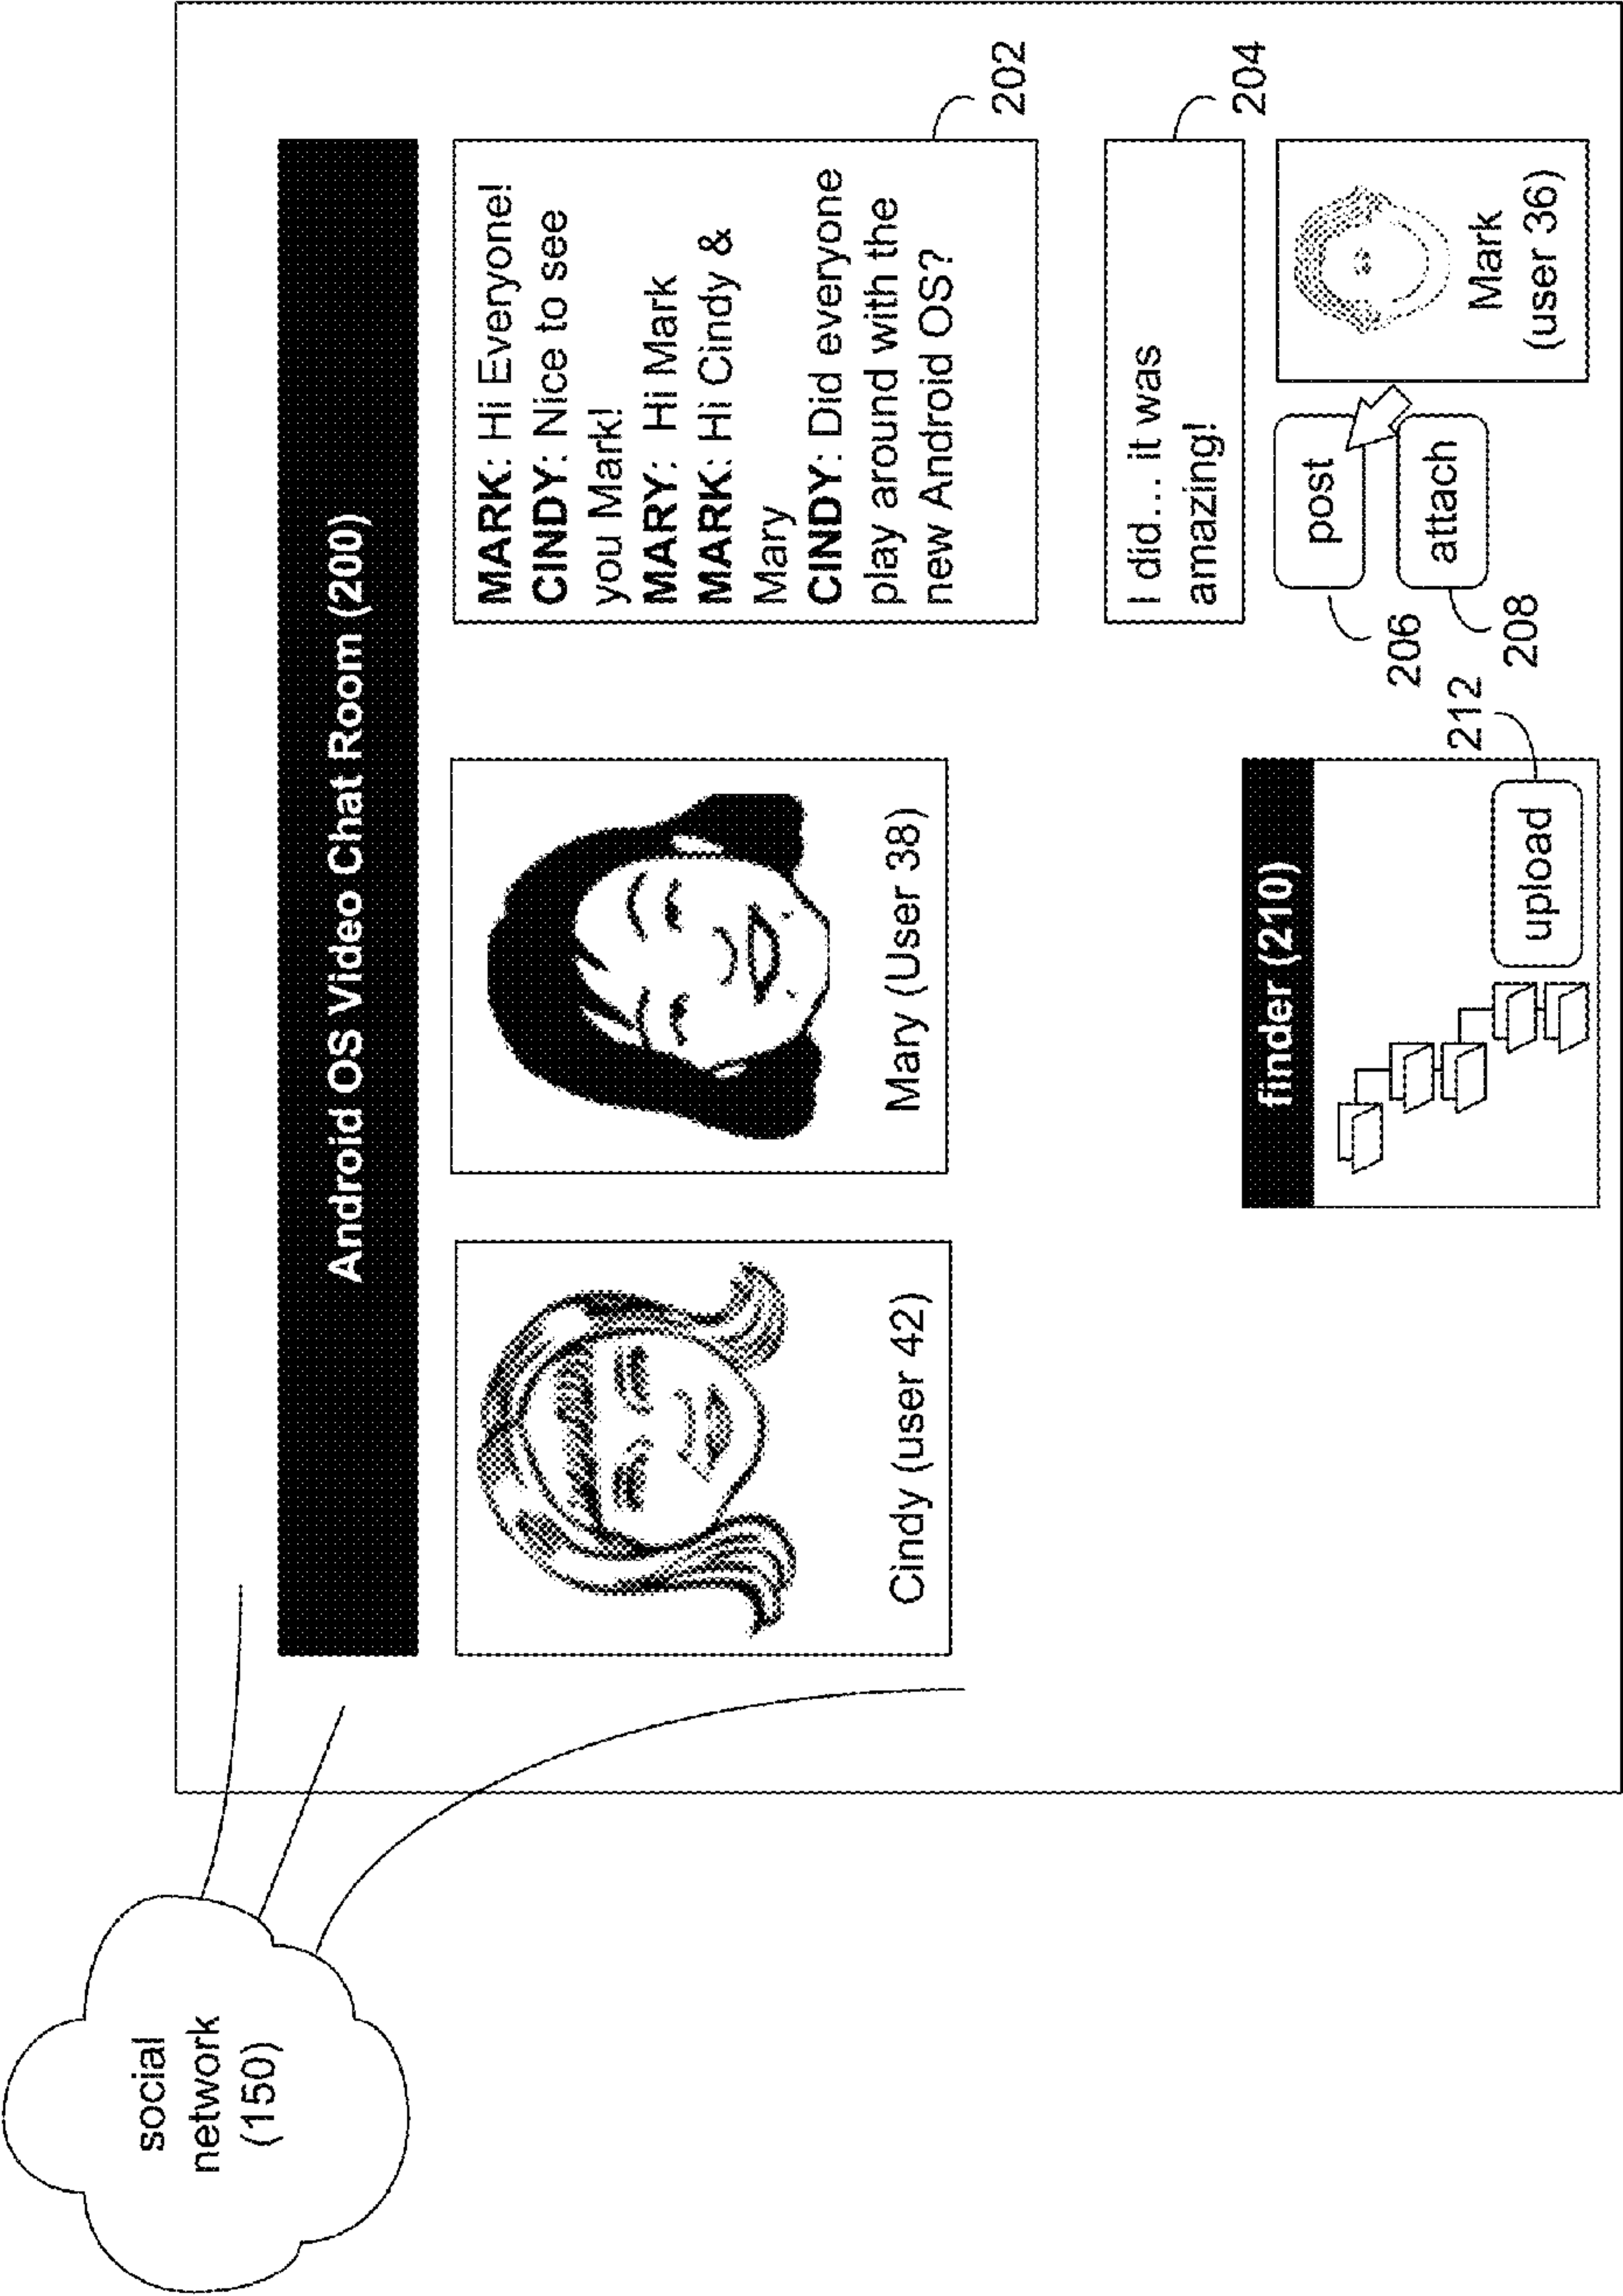 social
network
(150)
Android OS Video Chat Room (200)
Cindy (user 42)
Mary (User 38)
MARK: Hi Everyone!
CINDY: Nice to see
you Mark!
MARY:  Hi Mark
MARK: Hi Cindy &
Mary
CINDY: Did everyone
play around with the
new Android OS?
202
I did... it was
amazing!
204
post
206
attach
208
Mark
(user 36)
finder (210)
upload
212